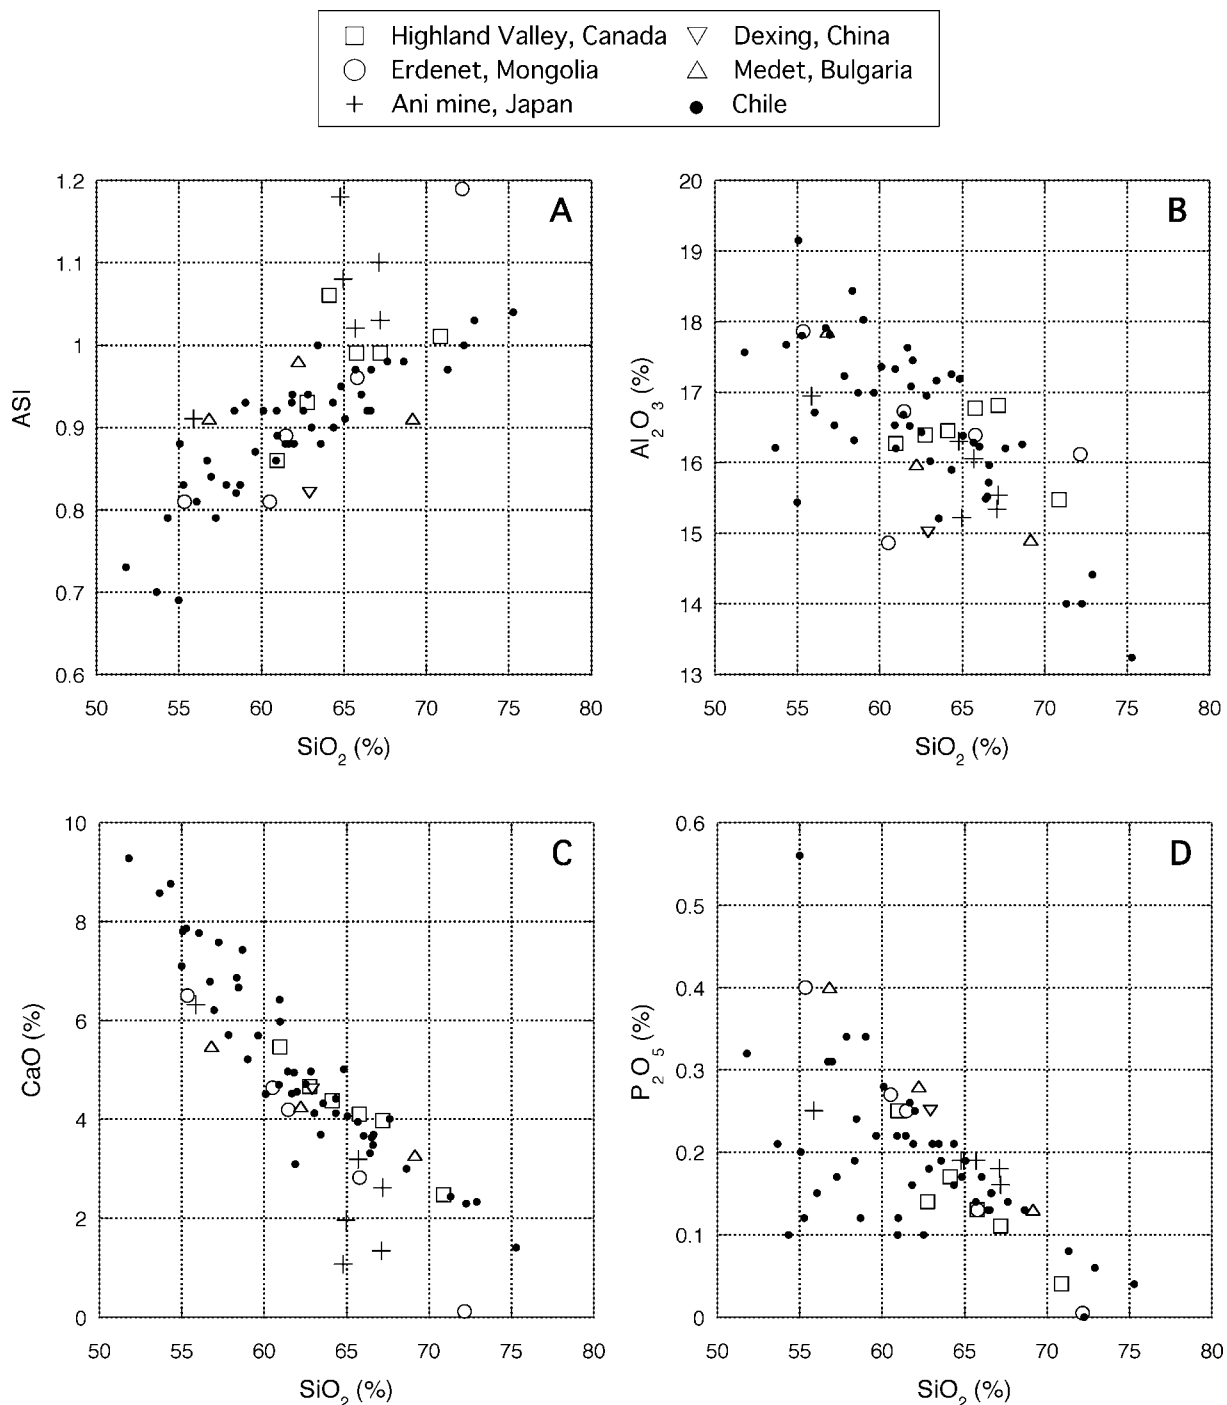 Highland Valley, Canada Dexing, China
Erdenet, Mongolia Medet, Bulgaria
Ani mine, Japan Chile
A
1.2
1.1
1
0.9
0.8
0.7
0.6
ASI
50 55 60 65 70 75 80
SiO2 (%)
B
20
19
18
17
16
15
14
13
Al2O3 (%)
50 55 60 65 70 75 80
SiO2 (%)
C
10
8
6
4
2
0
CaO (%)
50 55 60 65 70 75 80
SiO2 (%)
D
0.6
0.5
0.4
0.3
0.2
0.1
0
P2O5 (%)
50 55 60 65 70 75 80
SiO2 (%)